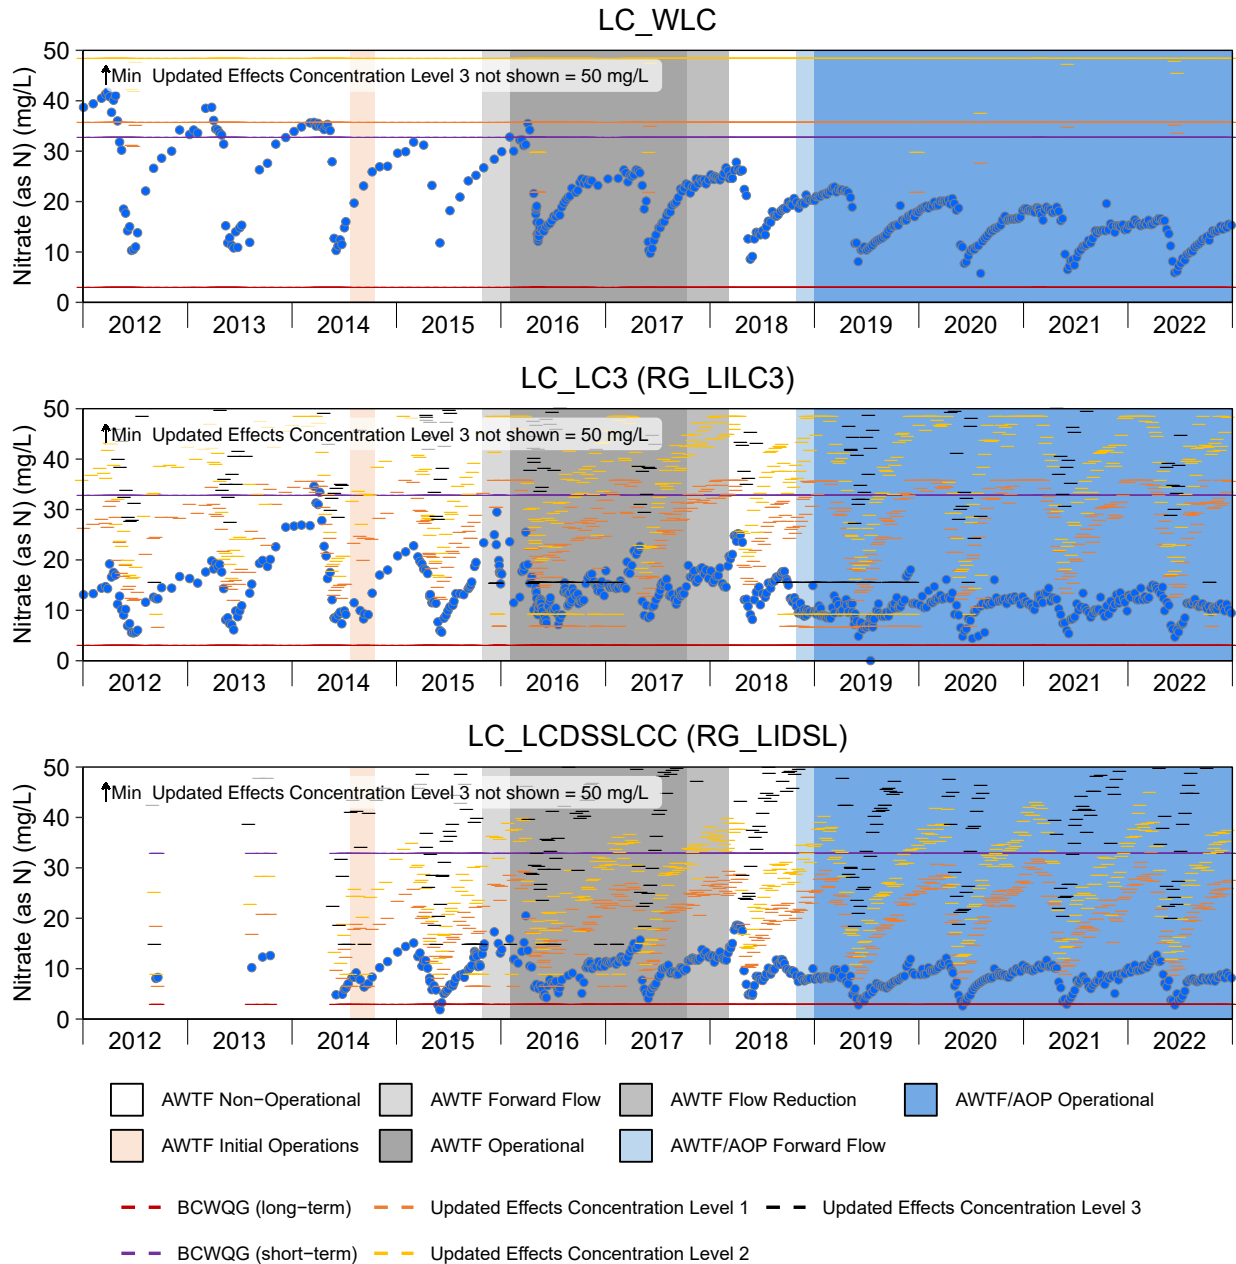 LC_WLC
Nitrate (as N) (mg/L)
50
40
30
20
10
0
Min Updated Effects Concentration Level 3 not shown = 50 mg/L
2012 2013 2014 2015 2016 2017 2018 2019 2020 2021 2022
LC_LC3 (RG_LILC3)
Nitrate (as N) (mg/L)
50
40
30
20
10
0
Min Updated Effects Concentration Level 3 not shown = 50 mg/L
2012 2013 2014 2015 2016 2017 2018 2019 2020 2021 2022
LC_LCDSSLCC (RG_LIDSL)
Nitrate (as N) (mg/L)
50
40
30
20
10
0
Min Updated Effects Concentration Level 3 not shown = 50 mg/L
2012 2013 2014 2015 2016 2017 2018 2019 2020 2021 2022
AWTF Non−Operational AWTF Forward Flow AWTF Flow Reduction AWTF/AOP Operational
AWTF Initial Operations AWTF Operational AWTF/AOP Forward Flow
BCWQG (long−term) Updated Effects Concentration Level 1 Updated Effects Concentration Level 3
BCWQG (short−term) Updated Effects Concentration Level 2